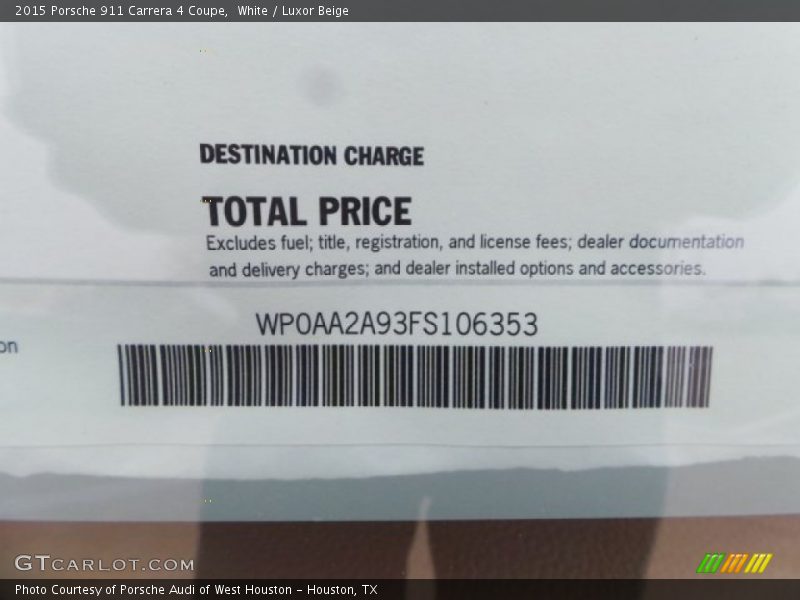 2015 Porsche 911 Carrera 4 Coupe,  White / Luxor Beige
DESTINATION CHARGE
TOTAL PRICE
Excludes fuel; title, registration, and license fees; dealer documentation
and delivery charges; and dealer installed options and accessories.
WP0AA2A93FS106353
on
GTCARLOT.COM
Photo Courtesy of Porsche Audi of West Houston - Houston, TX